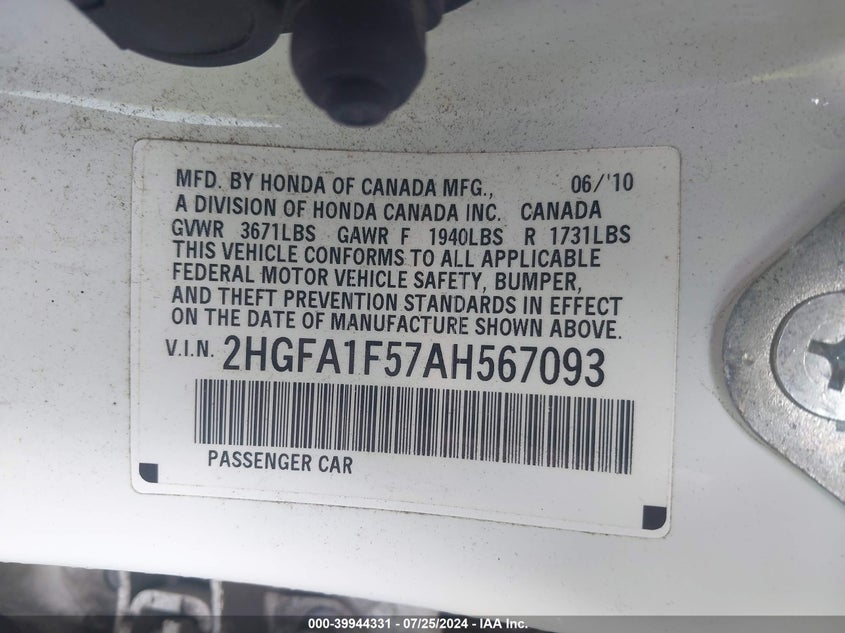 MFD. BY HONDA OF CANADA MFG., 06/'10
A DIVISION OF HONDA CANADA INC. CANADA
GVWR 3671LBS GAWR F 1940LBS R 1731LBS
THIS VEHICLE CONFORMS TO ALL APPLICABLE
FEDERAL MOTOR VEHICLE SAFETY, BUMPER,
AND THEFT PREVENTION STANDARDS IN EFFECT
ON THE DATE OF MANUFACTURE SHOWN ABOVE.
V.I.N. 2HGFA1F57AH567093
PASSENGER CAR
000-39944331 - 07/25/2024 - IAA Inc.